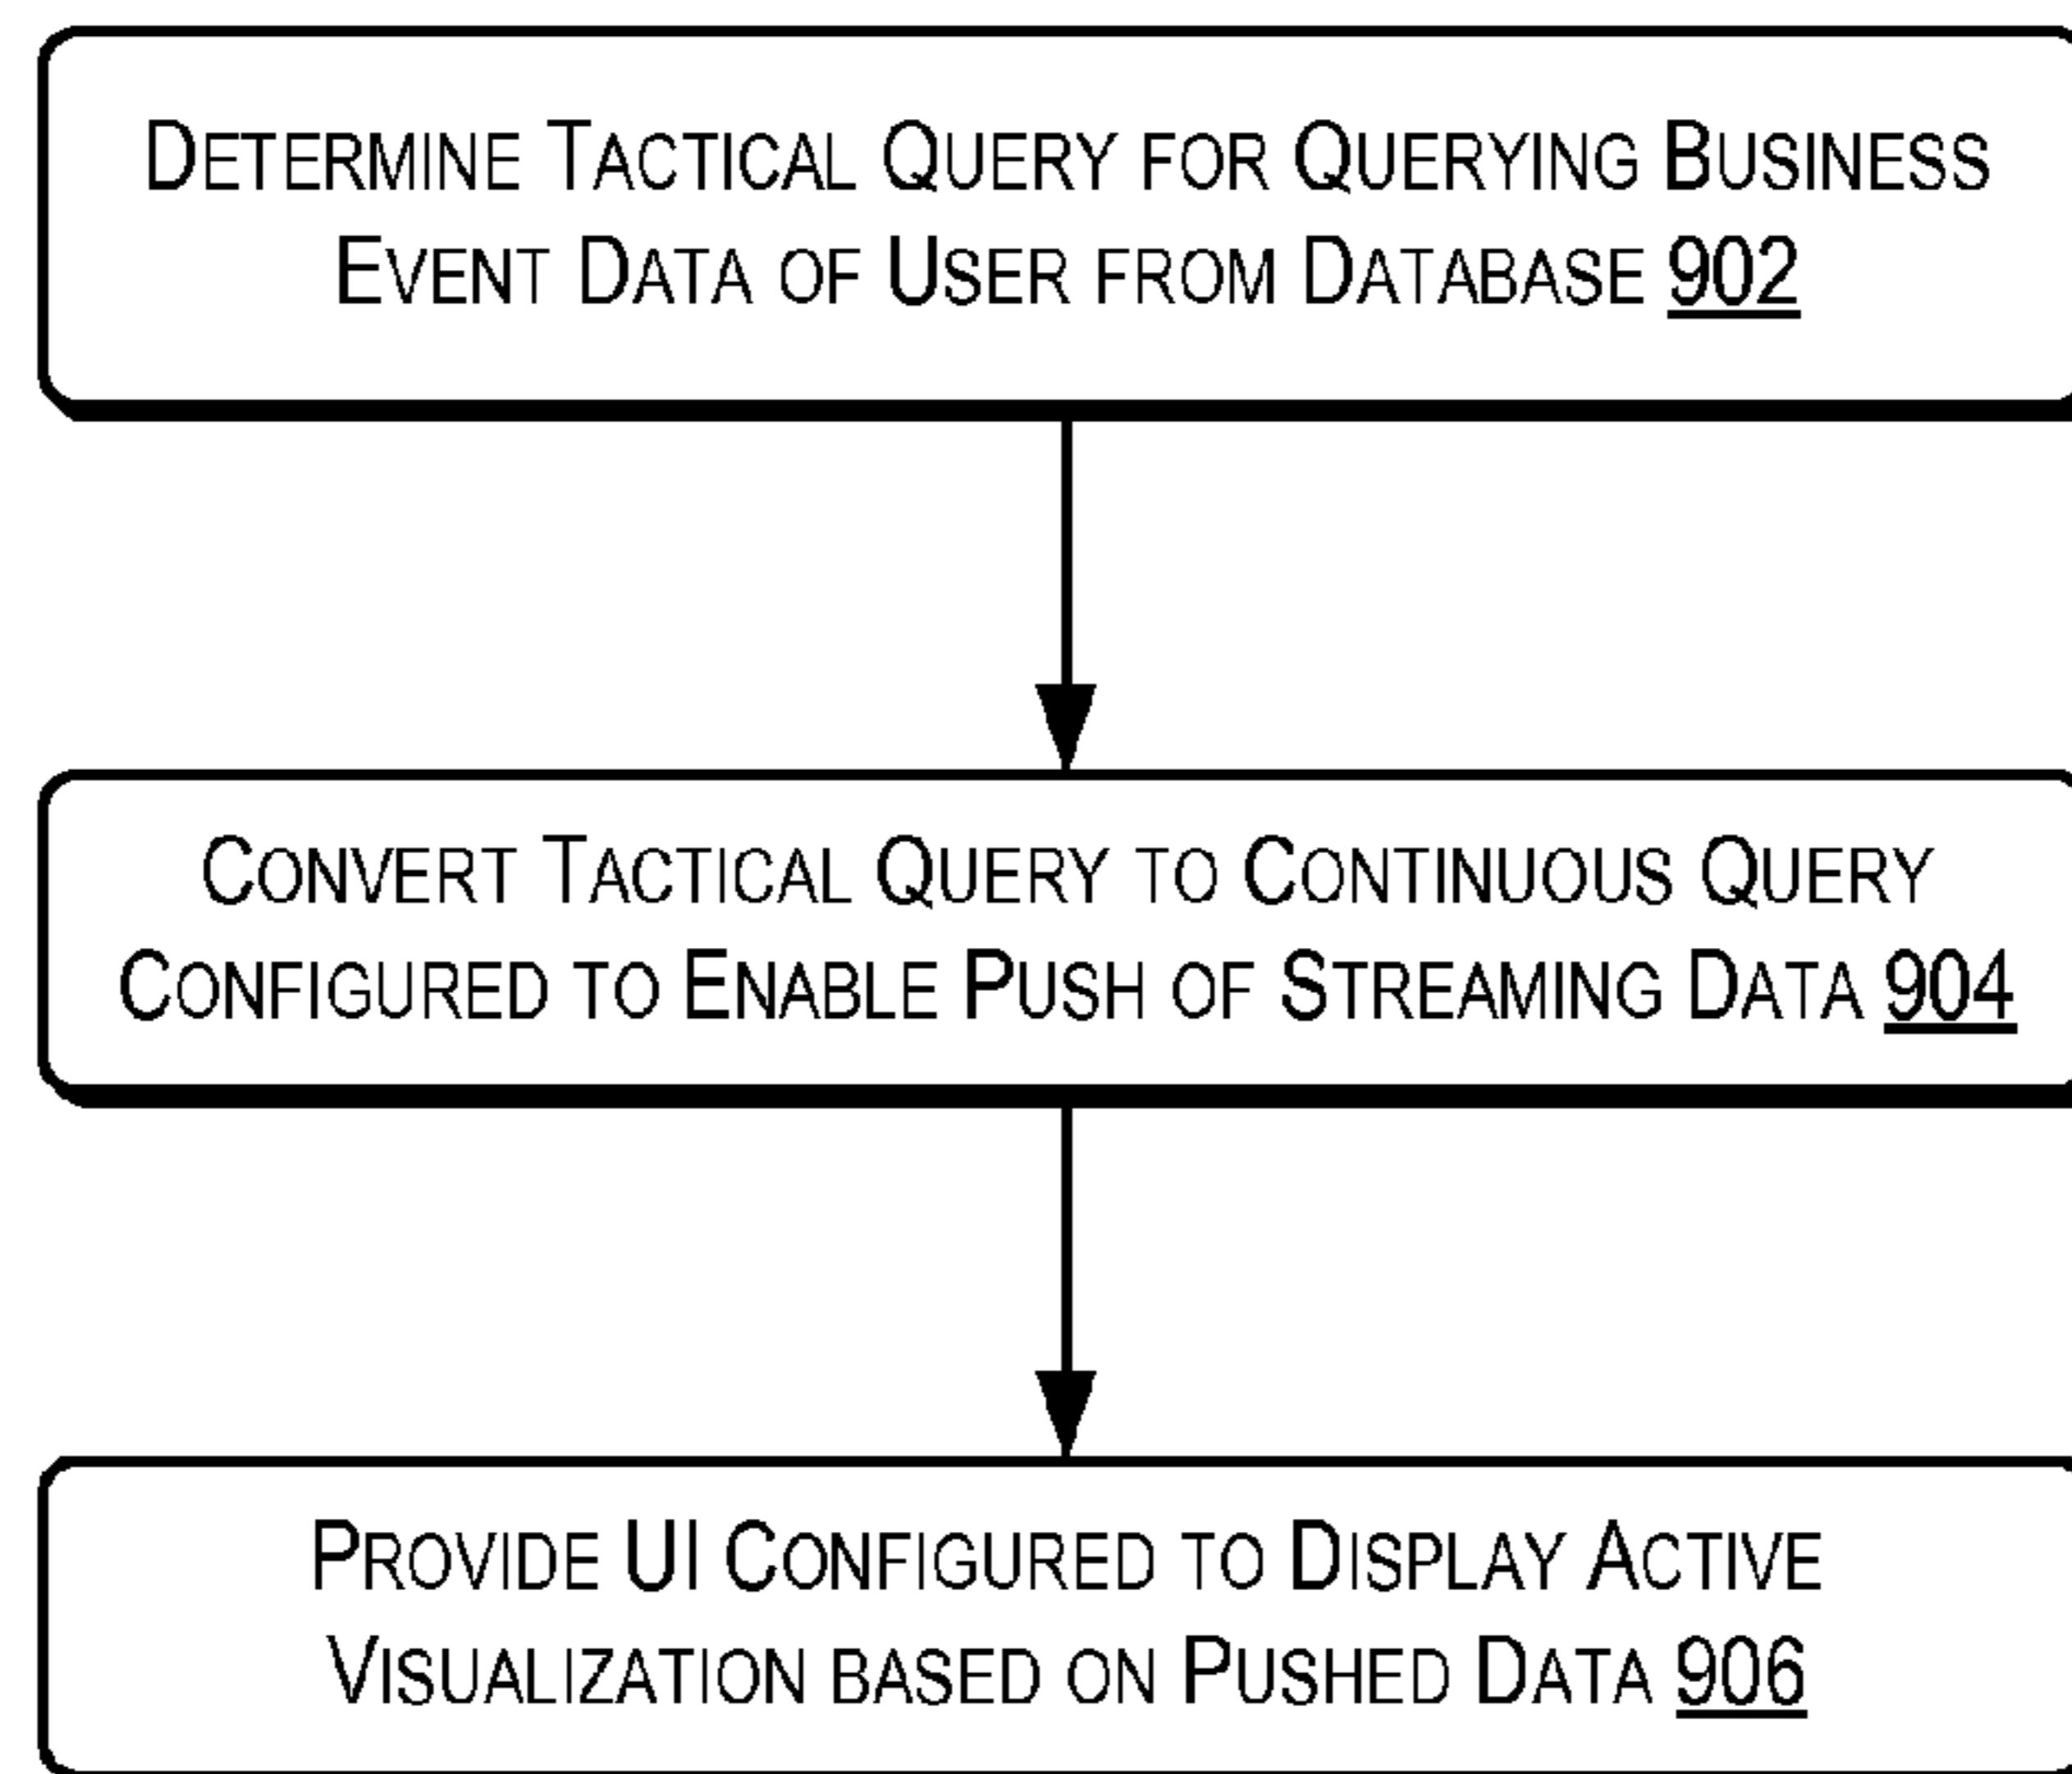 DETERMINE TACTICAL QUERY FOR QUERYING BUSINESS
EVENT DATA OF USER FROM DATABASE 902
CONVERT TACTICAL QUERY TO CONTINUOUS QUERY
CONFIGURED TO ENABLE PUSH OF STREAMING DATA 904
PROVIDE UI CONFIGURED TO DISPLAY ACTIVE
VISUALIZATION BASED ON PUSHED DATA 906